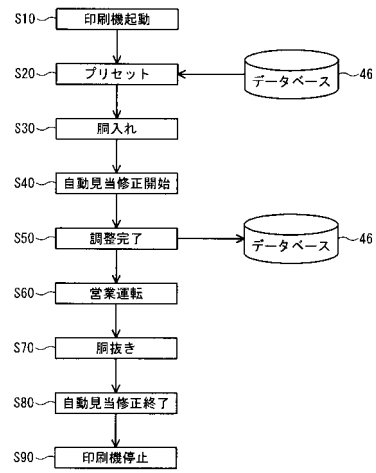 S10 印刷機起動
S20 プリセット データベース 46
S30 胴入れ
S40 自動見当修正開始
S50 調整完了 データベース 46
S60 営業運転
S70 胴抜き
S80 自動見当修正終了
S90 印刷機停止